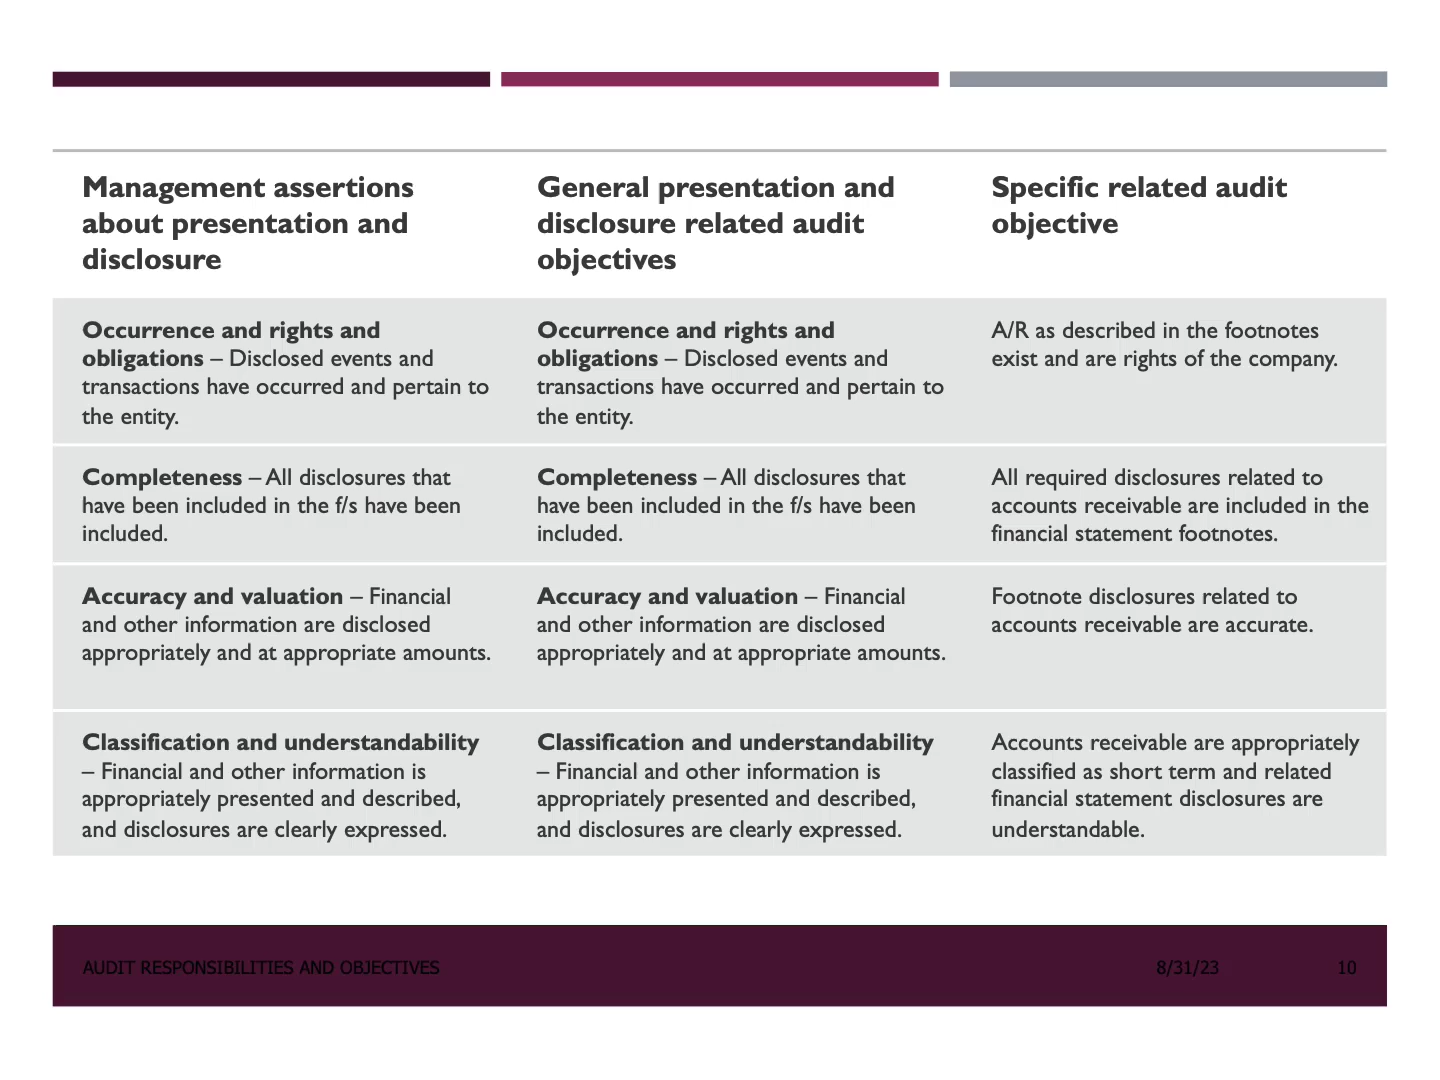 Management assertions
about presentation and
disclosure
General presentation and
disclosure related audit
objectives
Specific related audit
objective
Occurrence and rights and
obligations – Disclosed events and
transactions have occurred and pertain to
the entity.
Occurrence and rights and
obligations – Disclosed events and
transactions have occurred and pertain to
the entity.
A/R as described in the footnotes
exist and are rights of the company.
Completeness – All disclosures that
have been included in the f/s have been
included.
Completeness – All disclosures that
have been included in the f/s have been
included.
All required disclosures related to
accounts receivable are included in the
financial statement footnotes.
Accuracy and valuation – Financial
and other information are disclosed
appropriately and at appropriate amounts.
Accuracy and valuation – Financial
and other information are disclosed
appropriately and at appropriate amounts.
Footnote disclosures related to
accounts receivable are accurate.
Classification and understandability
– Financial and other information is
appropriately presented and described,
and disclosures are clearly expressed.
Classification and understandability
– Financial and other information is
appropriately presented and described,
and disclosures are clearly expressed.
Accounts receivable are appropriately
classified as short term and related
financial statement disclosures are
understandable.
AUDIT RESPONSIBILITIES AND OBJECTIVES
8/31/23
10